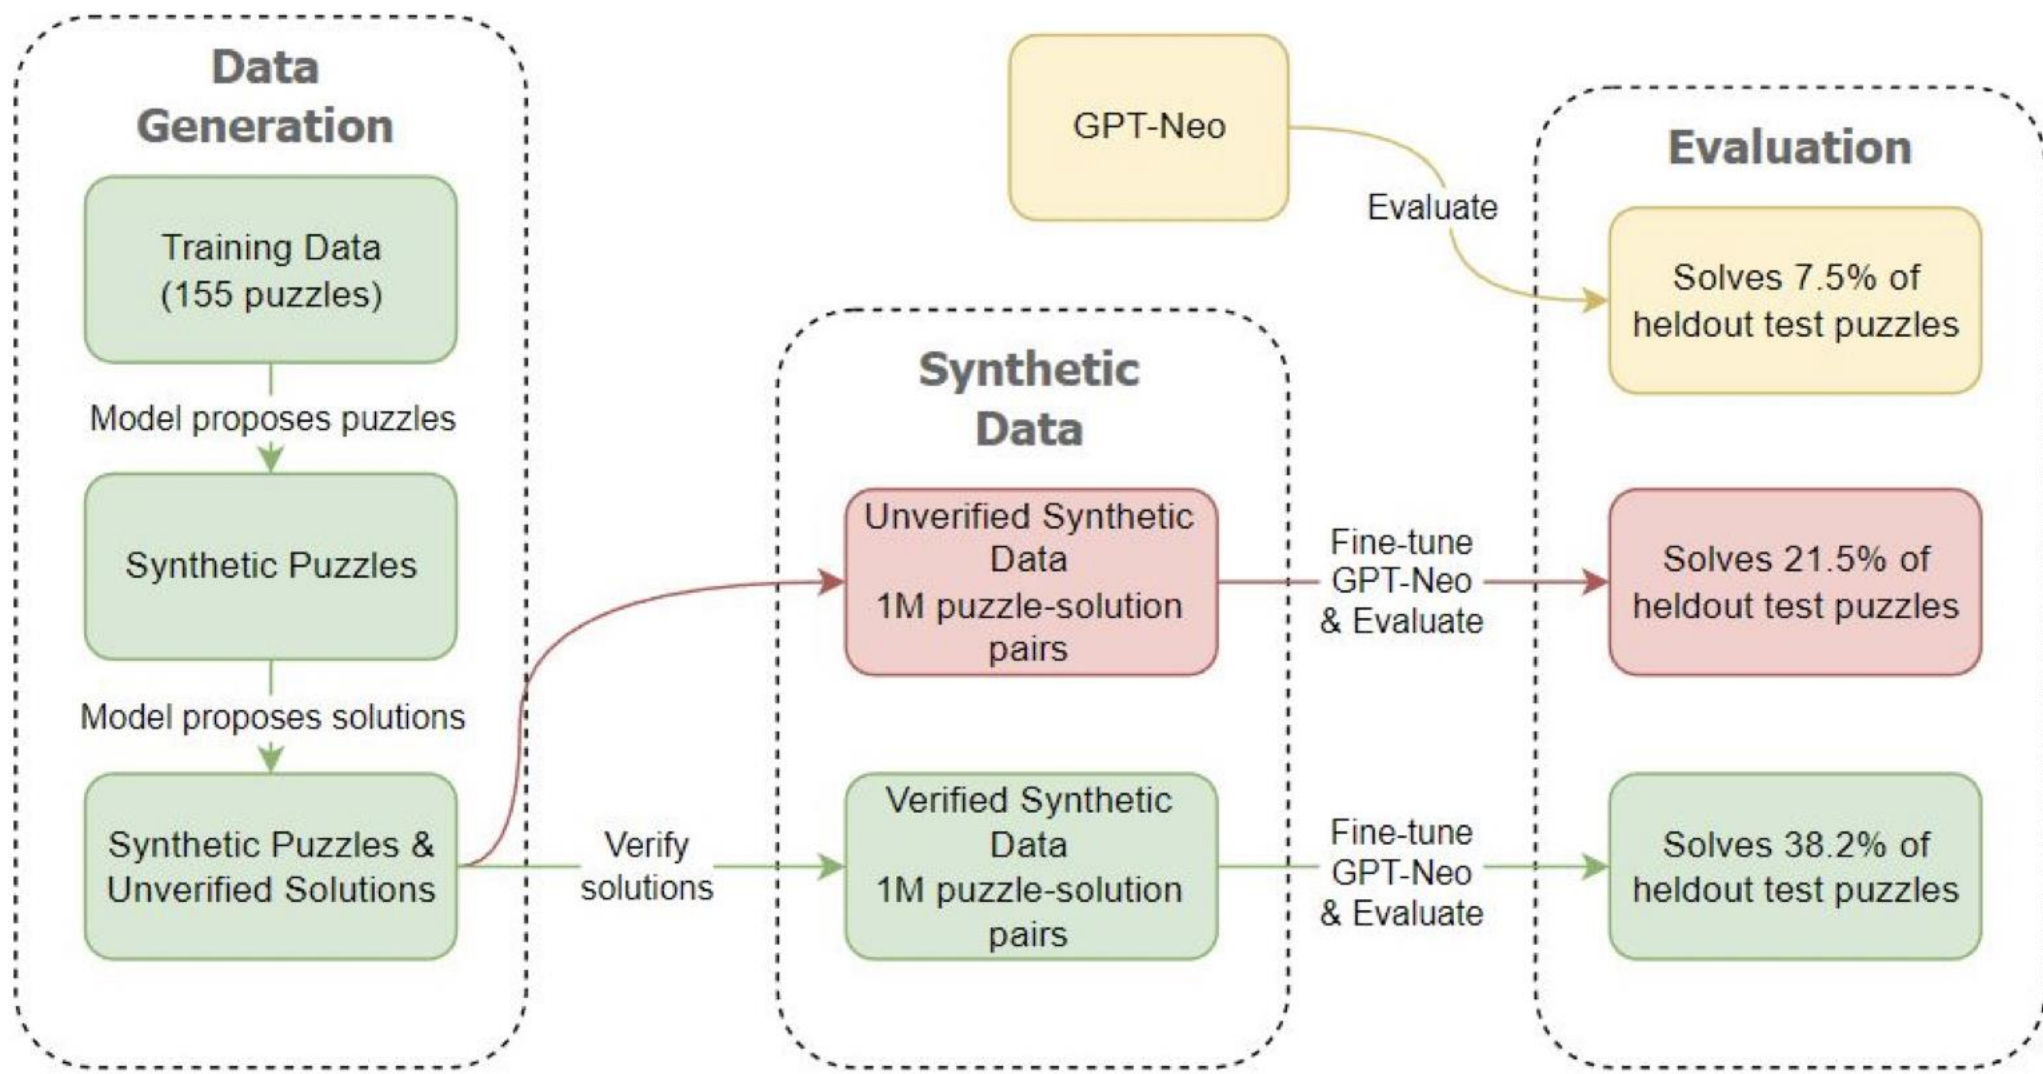 Data
Generation
Training Data
(155 puzzles)
Model proposes puzzles
Synthetic Puzzles
Model proposes solutions
Synthetic Puzzles &
Unverified Solutions
Verify
solutions
Synthetic
Data
Unverified Synthetic
Data
1M puzzle-solution
pairs
Verified Synthetic
Data
1M puzzle-solution
pairs
GPT-Neo
Evaluate
Fine-tune
GPT-Neo
& Evaluate
Fine-tune
GPT-Neo
& Evaluate
Evaluation
Solves 7.5% of
heldout test puzzles
Solves 21.5% of
heldout test puzzles
Solves 38.2% of
heldout test puzzles